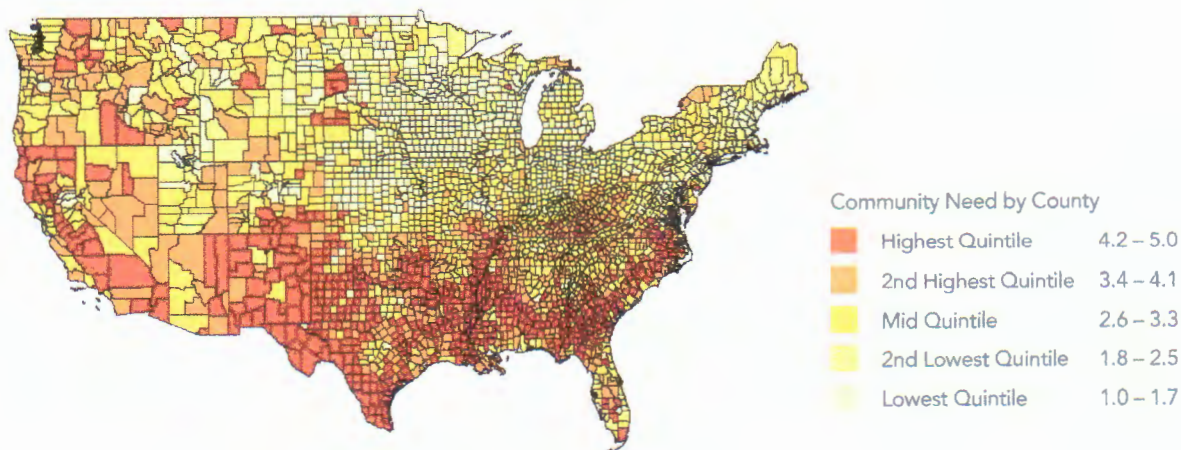 Community Need by County
Highest Quintile 4.2 – 5.0
2nd Highest Quintile 3.4 – 4.1
Mid Quintile 2.6 – 3.3
2nd Lowest Quintile 1.8 – 2.5
Lowest Quintile 1.0 – 1.7